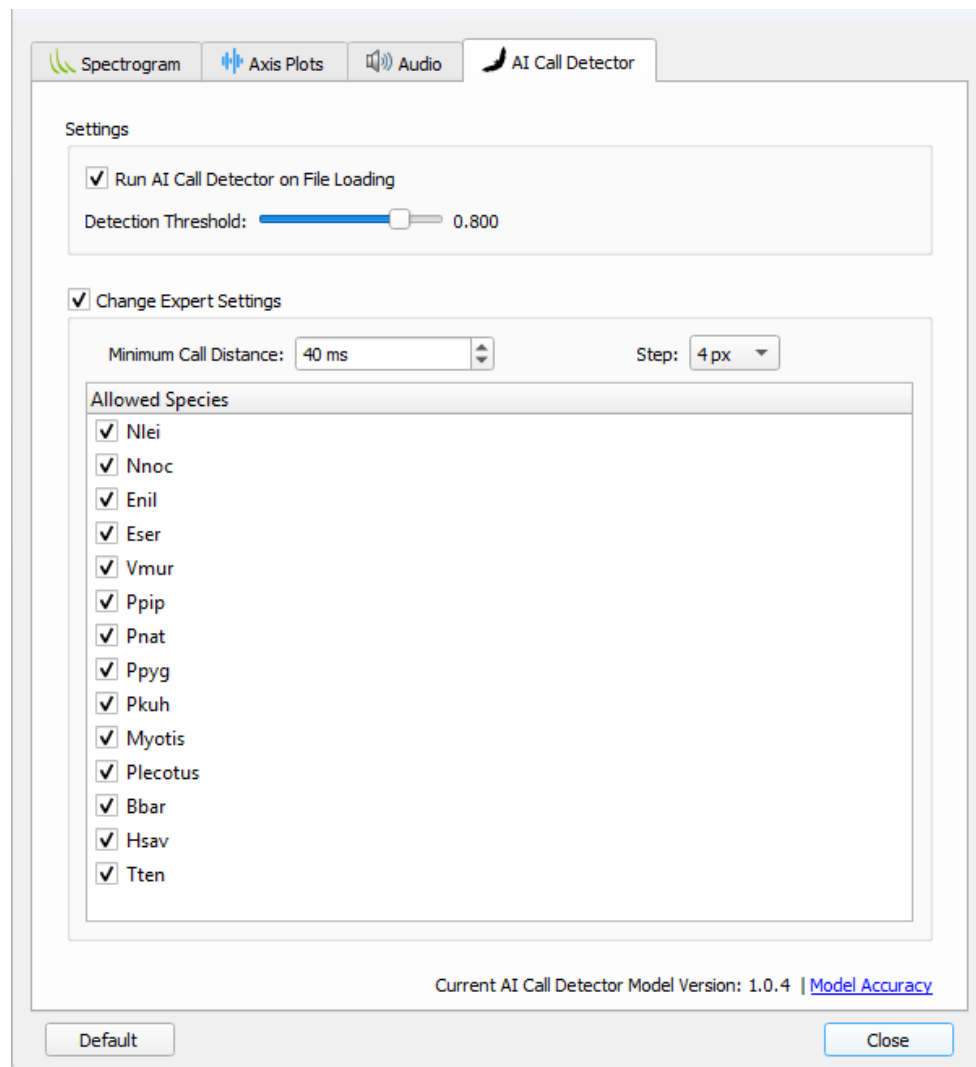 Spectrogram Axis Plots Audio AI Call Detector
Settings
Run AI Call Detector on File Loading
Detection Threshold: 0.800
Change Expert Settings
Minimum Call Distance: 40 ms Step: 4 px
Allowed Species
Nlei
Nnoc
Enil
Eser
Vmur
Ppip
Pnat
Ppyg
Pkuh
Myotis
Plecotus
Bbar
Hsav
Tten
Current AI Call Detector Model Version: 1.0.4 | Model Accuracy
Default Close